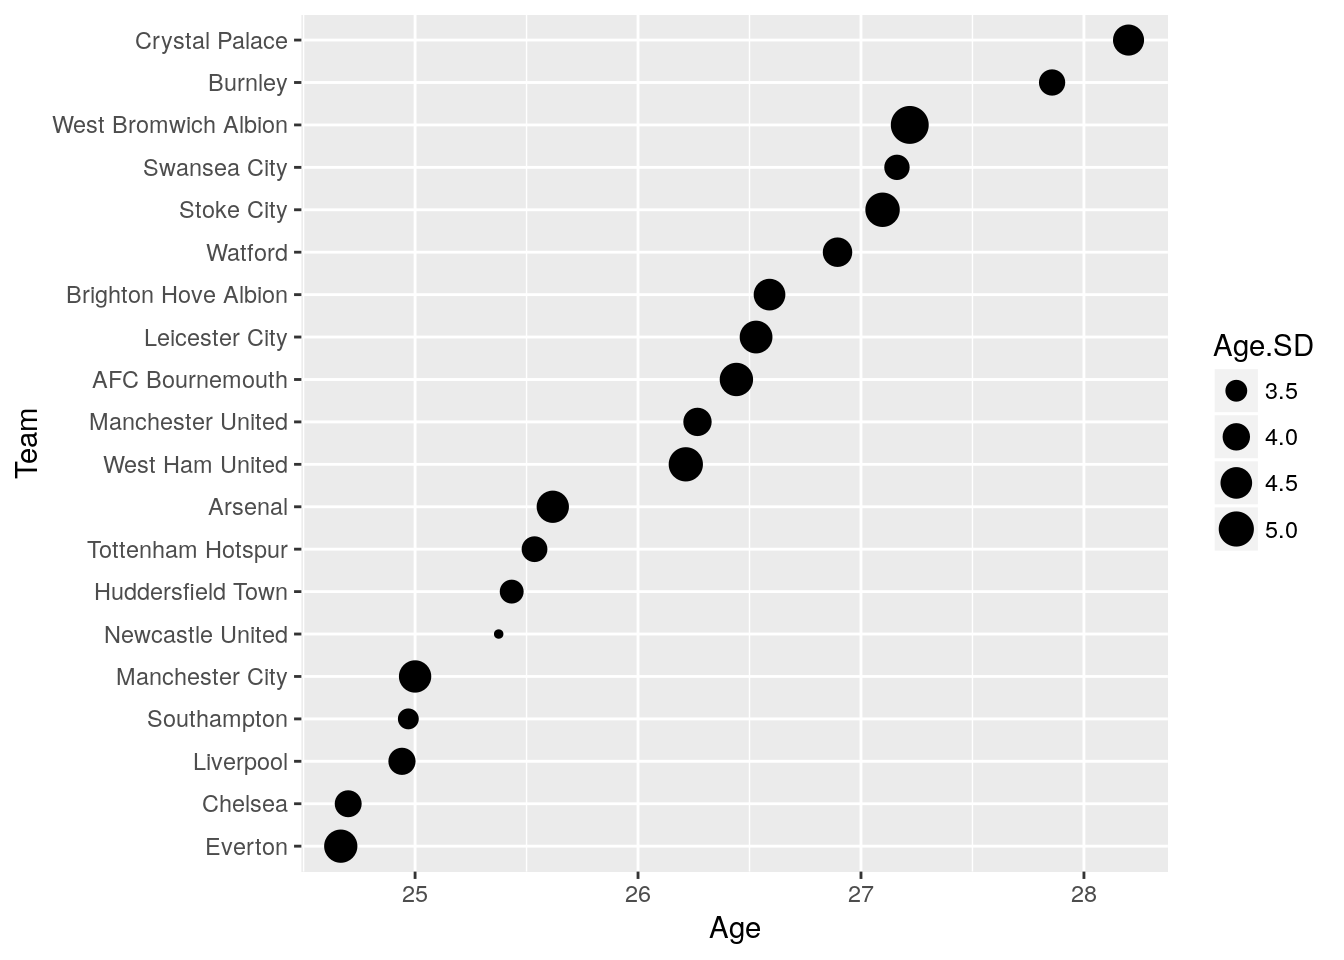 Crystal Palace
Burnley
West Bromwich Albion
Swansea City
Stoke City
Watford
Brighton Hove Albion
Leicester City
AFC Bournemouth
Manchester United
West Ham United
Arsenal
Tottenham Hotspur
Huddersfield Town
Newcastle United
Manchester City
Southampton
Liverpool
Chelsea
Everton
Team
25 26 27 28
Age
Age.SD
3.5
4.0
4.5
5.0